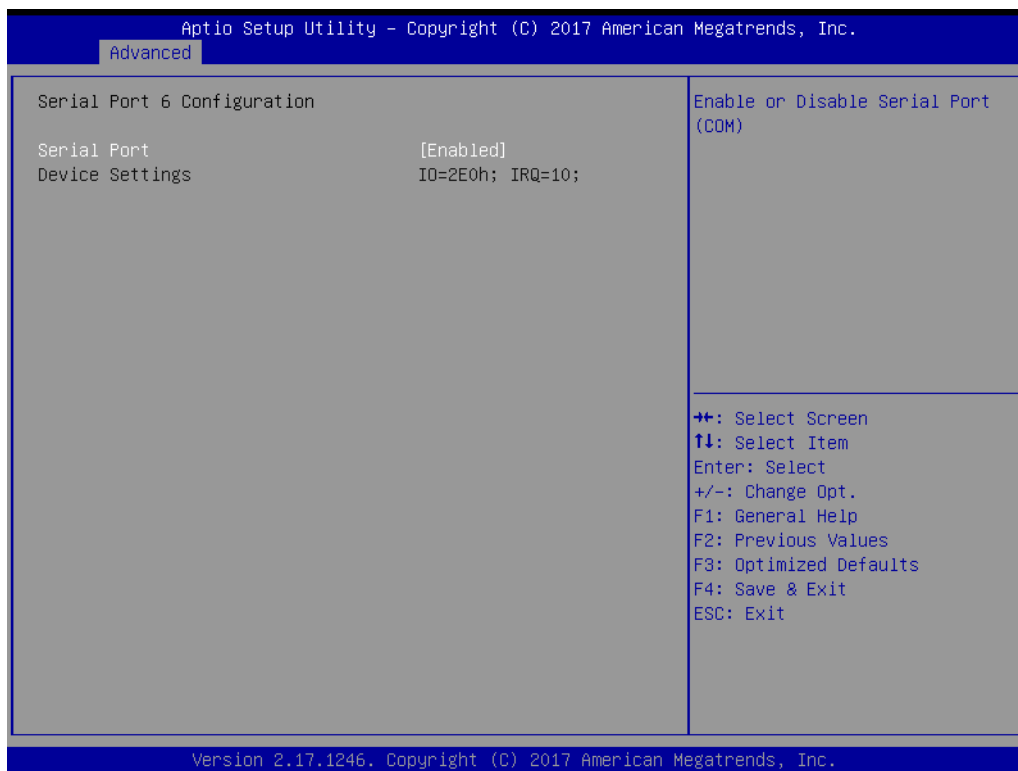 Aptio Setup Utility – Copyright (C) 2017 American Megatrends, Inc.
Advanced
Serial Port 6 Configuration
Serial Port [Enabled]
Device Settings IO=2E0h; IRQ=10;
Enable or Disable Serial Port
(COM)
→←: Select Screen
↑↓: Select Item
Enter: Select
+/-: Change Opt.
F1: General Help
F2: Previous Values
F3: Optimized Defaults
F4: Save & Exit
ESC: Exit
Version 2.17.1246. Copyright (C) 2017 American Megatrends, Inc.